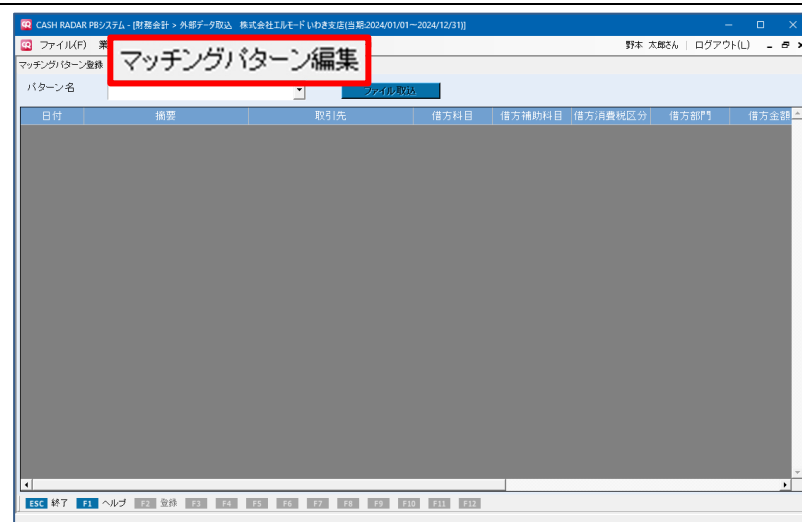 CASH RADAR PBシステム - [財務会計 > 外部データ取込 株式会社エルモード いわき支店(当期:2024/01/01～2024/12/31)]
ファイル(F) 業 野本 太郎さん ログアウト(L)
マッチングパターン登録 マッチングパターン編集
パターン名 ファイル取込
日付 摘要 取引先 借方科目 借方補助科目 借方消費税区分 借方部門 借方金額
ESC 終了 F1 ヘルプ F2 登録 F3 F4 F5 F6 F7 F8 F9 F10 F11 F12